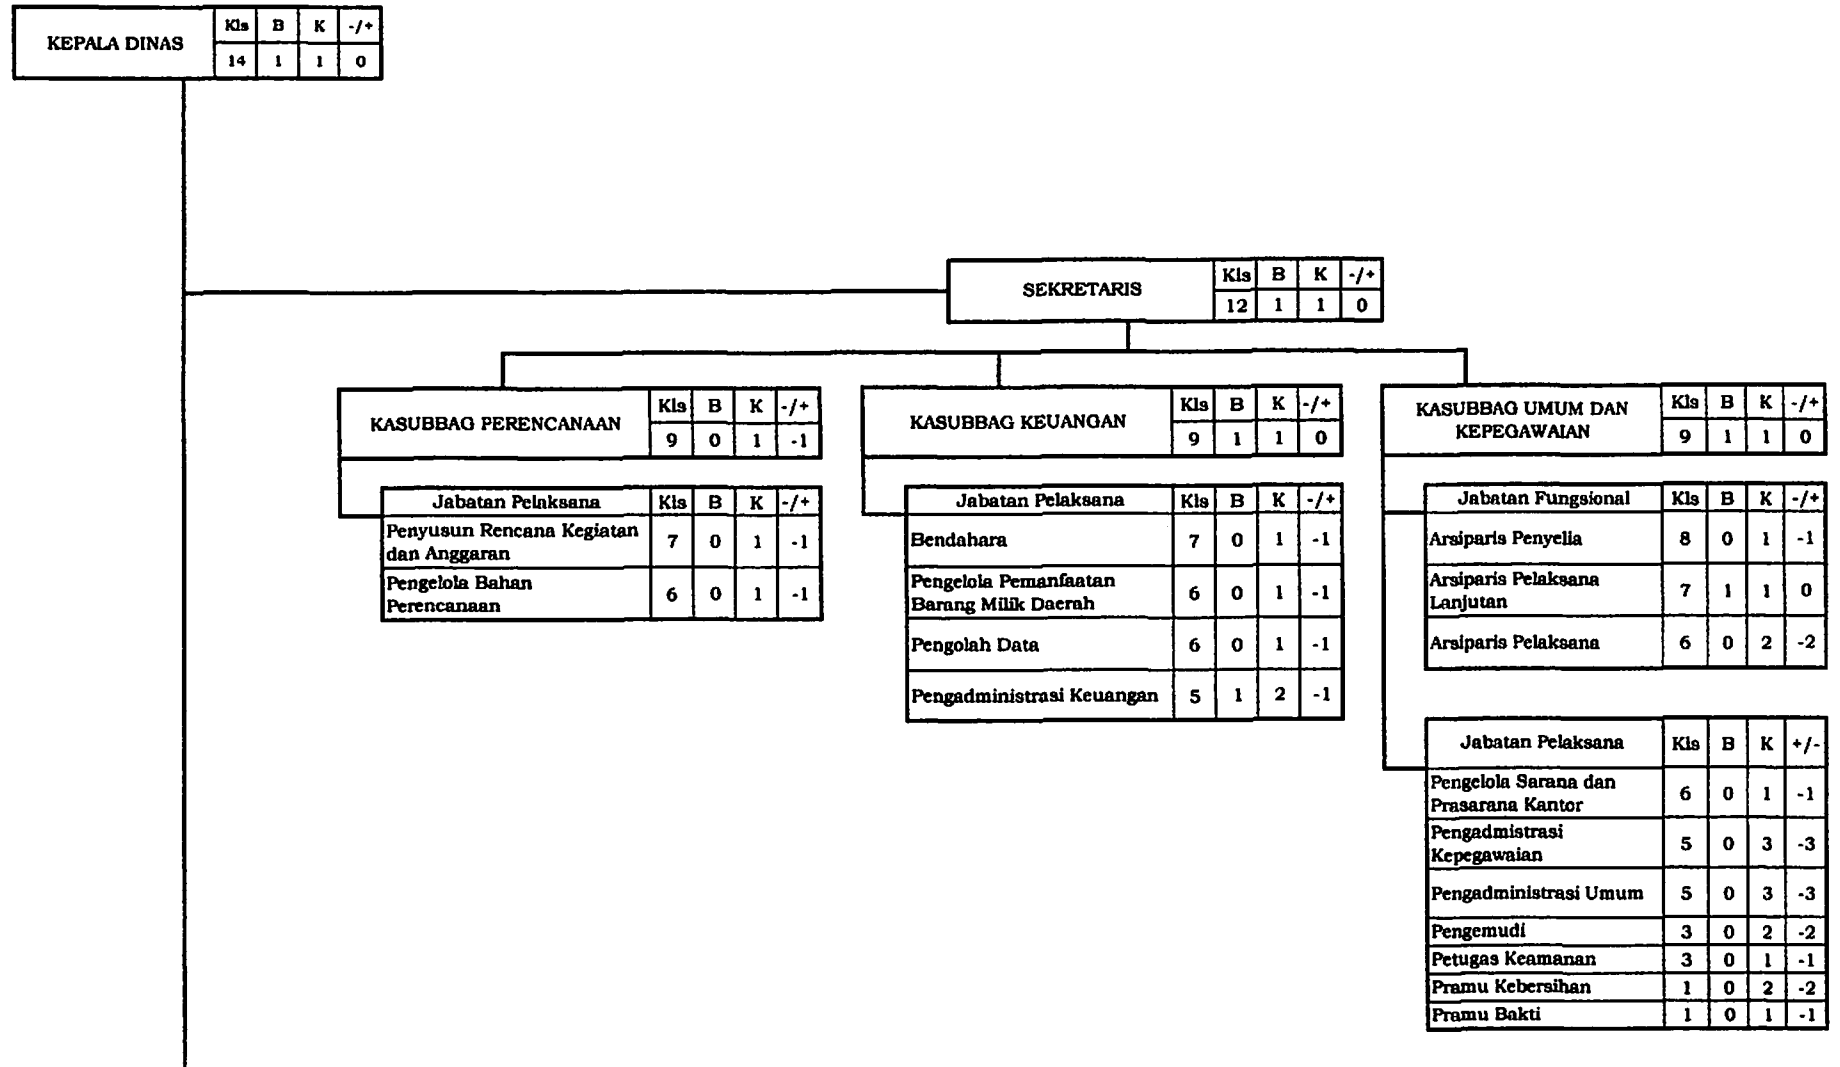 KEPALA DINAS
Kls B K -/+
14 1 1 0
SEKRETARIS
Kls B K -/+
12 1 1 0
KASUBBAG PERENCANAAN
Kls B K -/+
9 0 1 -1
Jabatan Pelaksana Kls B K -/+
Penyusun Rencana Kegiatan
dan Anggaran
7 0 1 -1
Pengelola Bahan
Perencanaan
6 0 1 -1
KASUBBAG KEUANGAN
Kls B K -/+
9 1 1 0
Jabatan Pelaksana Kls B K -/+
Bendahara 7 0 1 -1
Pengelola Pemanfaatan
Barang Milik Daerah
6 0 1 -1
Pengolah Data 6 0 1 -1
Pengadministrasi Keuangan 5 1 2 -1
KASUBBAG UMUM DAN
KEPEGAWAIAN
Kls B K -/+
9 1 1 0
Jabatan Fungsional Kls B K -/+
Arsiparis Penyelia 8 0 1 -1
Arsiparis Pelaksana
Lanjutan
7 1 1 0
Arsiparis Pelaksana 6 0 2 -2
Jabatan Pelaksana Kls B K +/-
Pengelola Sarana dan
Prasarana Kantor
6 0 1 -1
Pengadmistrasi
Kepegawaian
5 0 3 -3
Pengadministrasi Umum 5 0 3 -3
Pengemudi 3 0 2 -2
Petugas Keamanan 3 0 1 -1
Pramu Kebersihan 1 0 2 -2
Pramu Bakti 1 0 1 -1